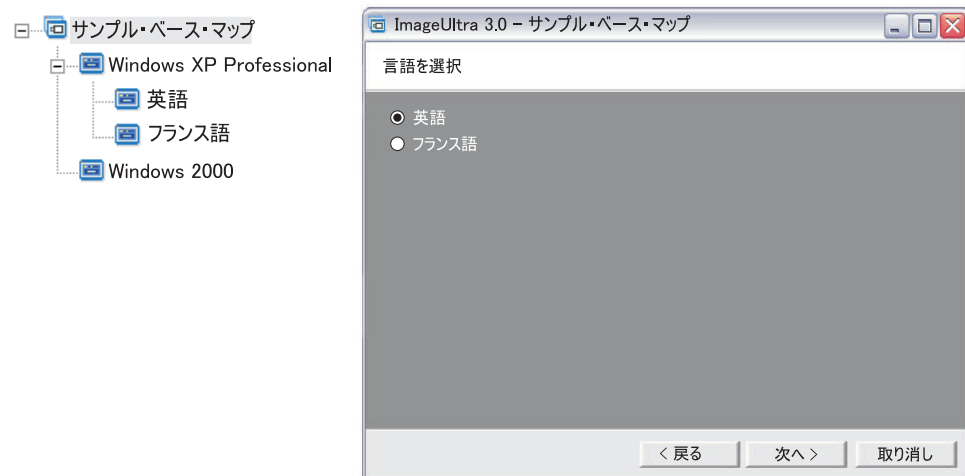 サンプル・ベース・マップ
Windows XP Professional
英語
フランス語
Windows 2000
ImageUltra 3.0 - サンプル・ベース・マップ
言語を選択
英語
フランス語
< 戻る 次へ > 取り消し